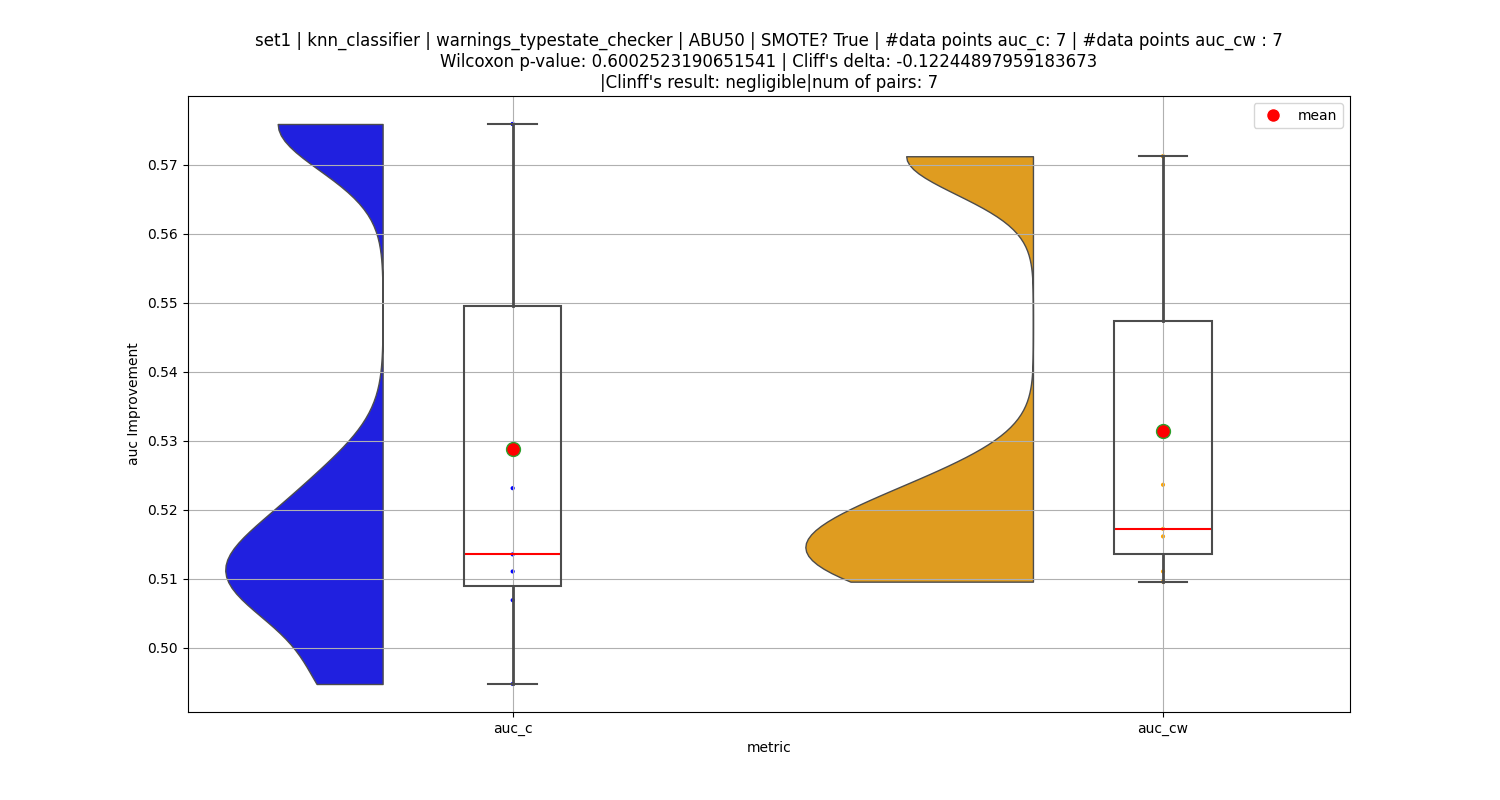 set1 | knn_classifier | warnings_typestate_checker | ABU50 | SMOTE? True | #data points auc_c: 7 | #data points auc_cw : 7
Wilcoxon p-value: 0.6002523190651541 | Cliff's delta: -0.12244897959183673
|Clinff's result: negligible|num of pairs: 7
mean
0.57
0.56
0.55
0.54
0.53
0.52
0.51
0.50
auc Improvement
auc_c
auc_cw
metric